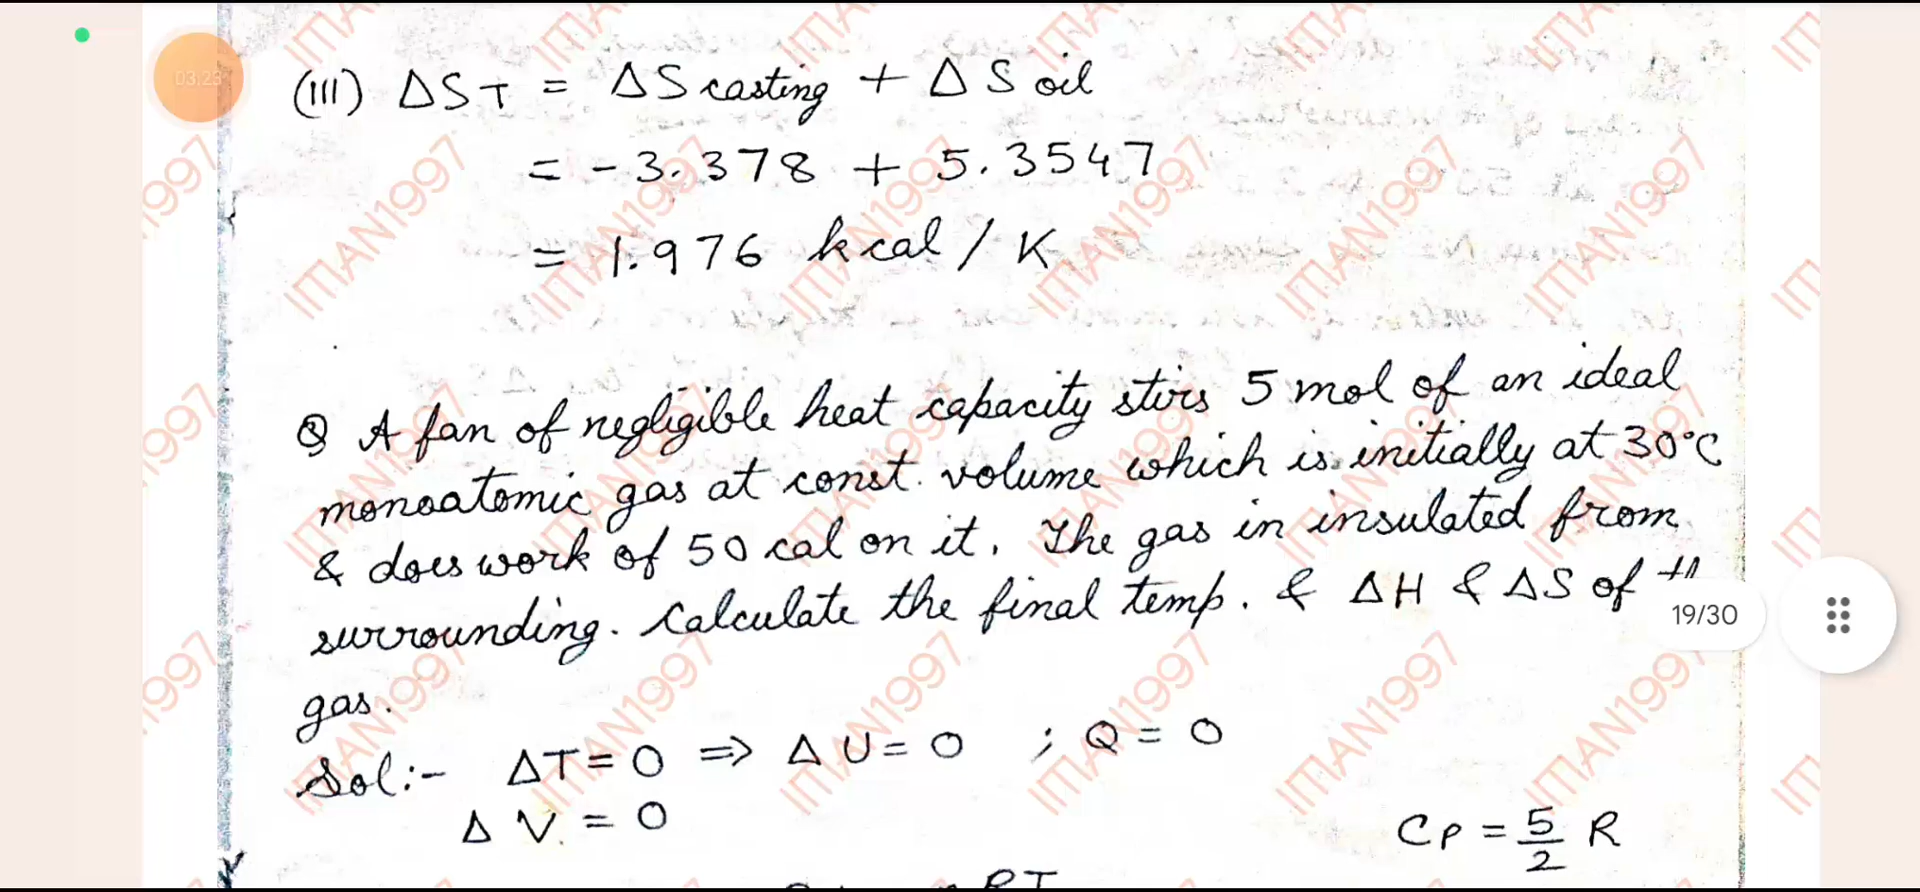 03:23
(III) ΔS T = ΔS casting + ΔS oil
= - 3.378 + 5.3547
= 1.976 kcal / K
Q A fan of negligible heat capacity stirs 5 mol of an ideal
monoatomic gas at const. volume which is initially at 30°C
& does work of 50 cal on it. The gas in insulated from
surrounding. Calculate the final temp. & ΔH & ΔS of
19/30
gas.
Sol:- ΔT = 0 ⇒ ΔU = 0 ; Q = 0
ΔV = 0
CP = 5/2 R
RT
IMAN1997